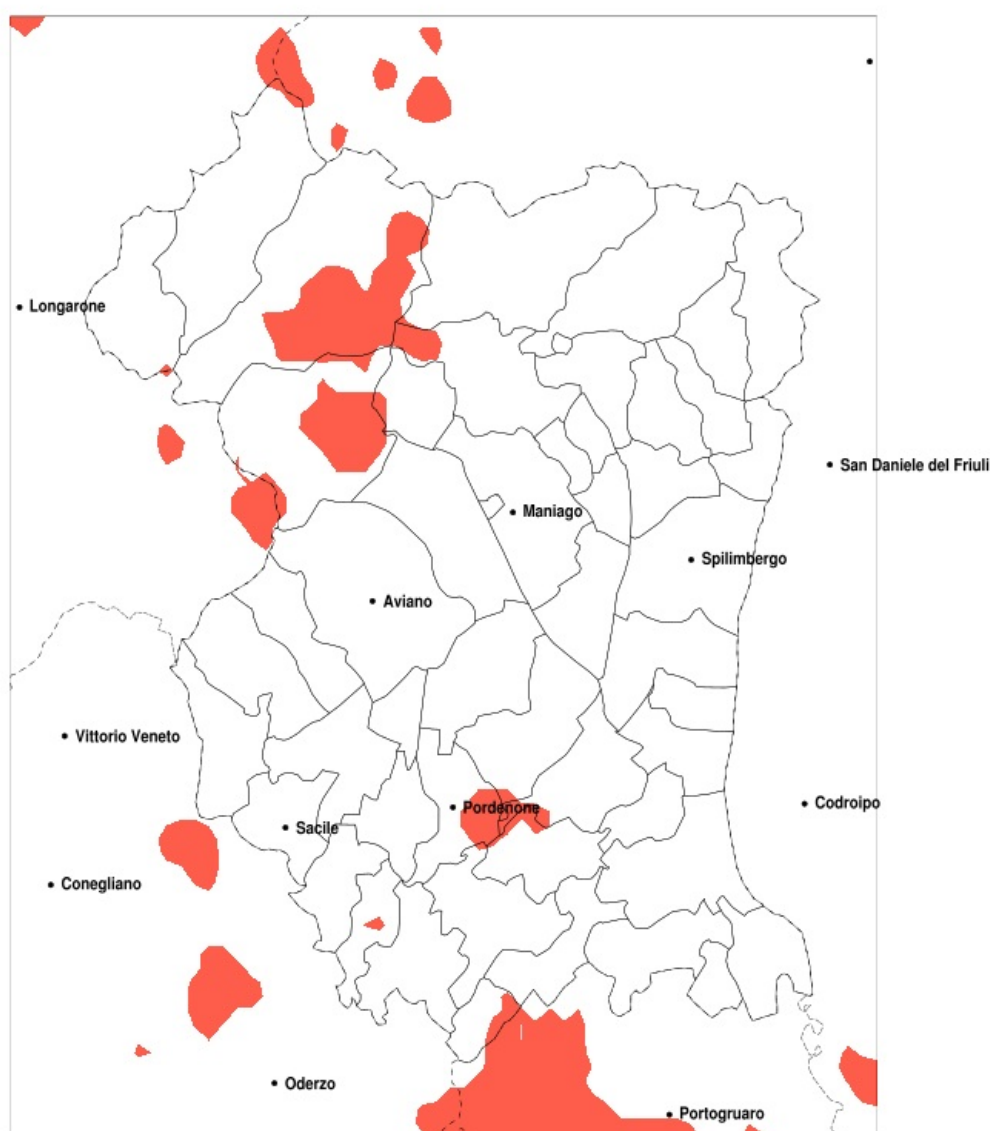 Longarone
San Daniele del Friuli
Maniago
Spilimbergo
Aviano
Vittorio Veneto
Pordenone
Codroipo
Sacile
Conegliano
Oderzo
Portogruaro